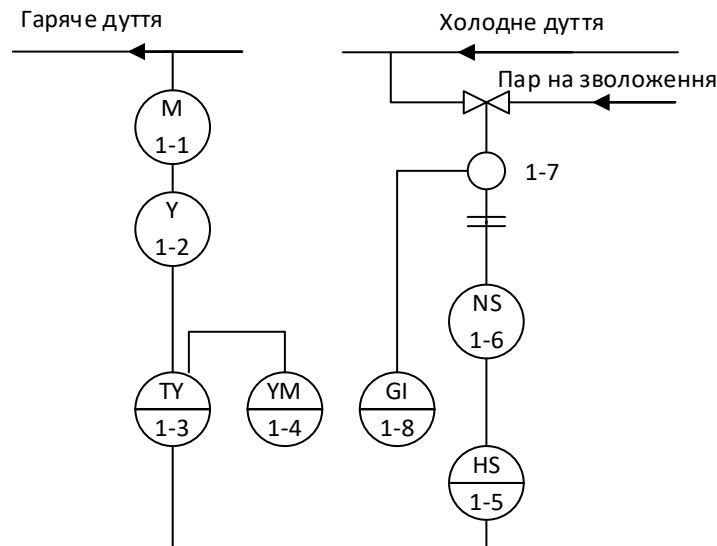 Гаряче дуття
Холодне дуття
Пар на зволоження
M
1-1
1-7
Y
1-2
NS
1-6
TY
1-3
YM
1-4
GI
1-8
HS
1-5